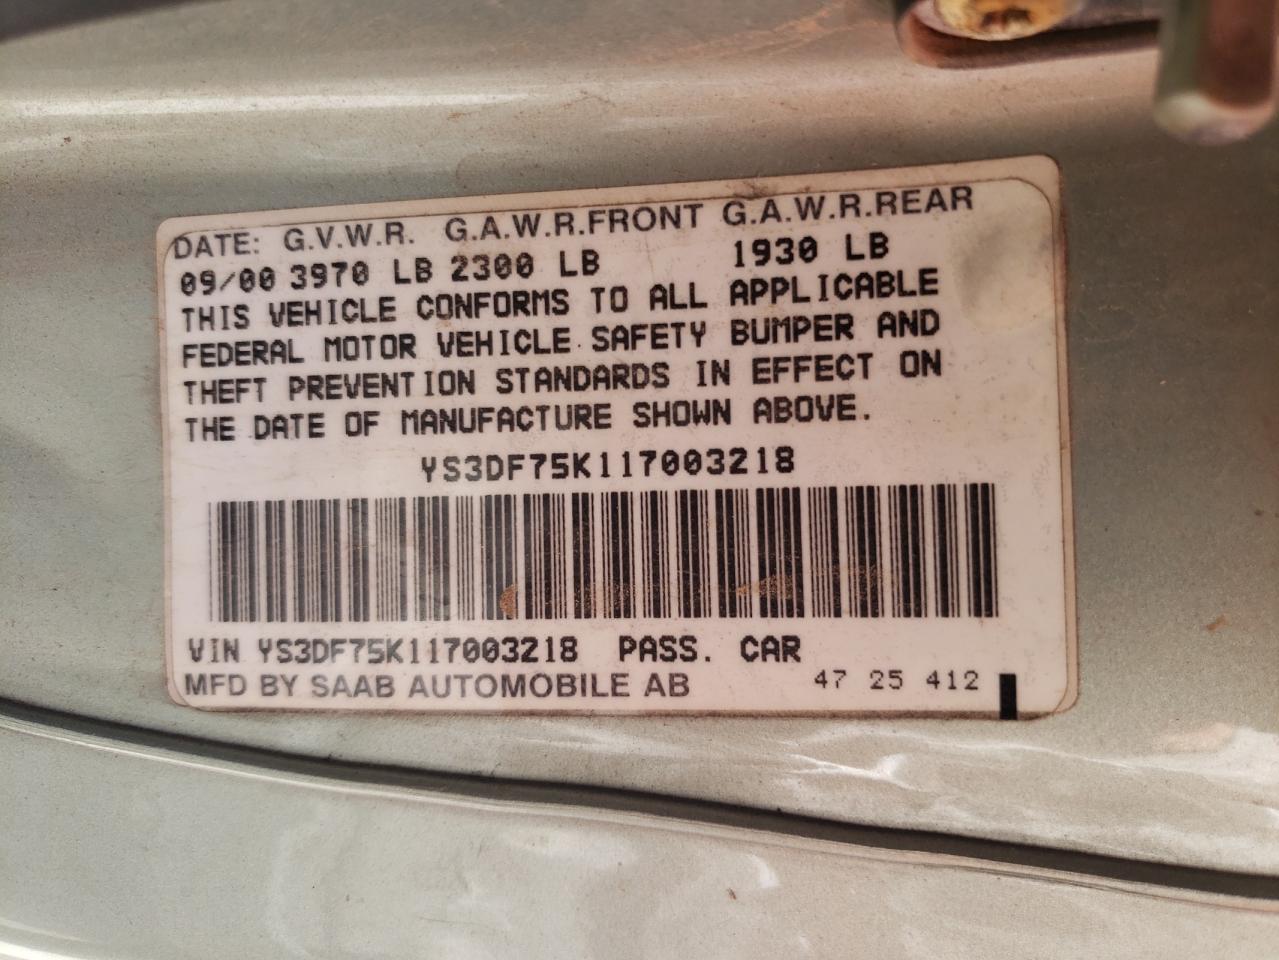 DATE: G.V.W.R. G.A.W.R.FRONT G.A.W.R.REAR
09/00 3970 LB 2300 LB 1930 LB
THIS VEHICLE CONFORMS TO ALL APPLICABLE
FEDERAL MOTOR VEHICLE SAFETY BUMPER AND
THEFT PREVENTION STANDARDS IN EFFECT ON
THE DATE OF MANUFACTURE SHOWN ABOVE.
YS3DF75K117003218
VIN YS3DF75K117003218 PASS. CAR
MFD BY SAAB AUTOMOBILE AB 47 25 412